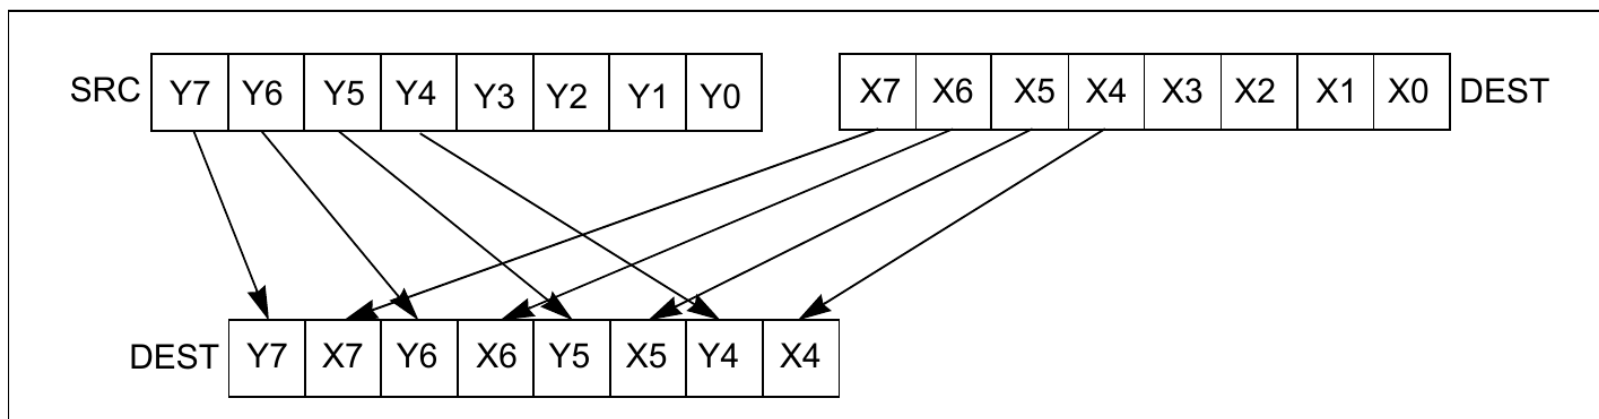 SRC Y7 Y6 Y5 Y4 Y3 Y2 Y1 Y0 X7 X6 X5 X4 X3 X2 X1 X0 DEST
DEST Y7 X7 Y6 X6 Y5 X5 Y4 X4